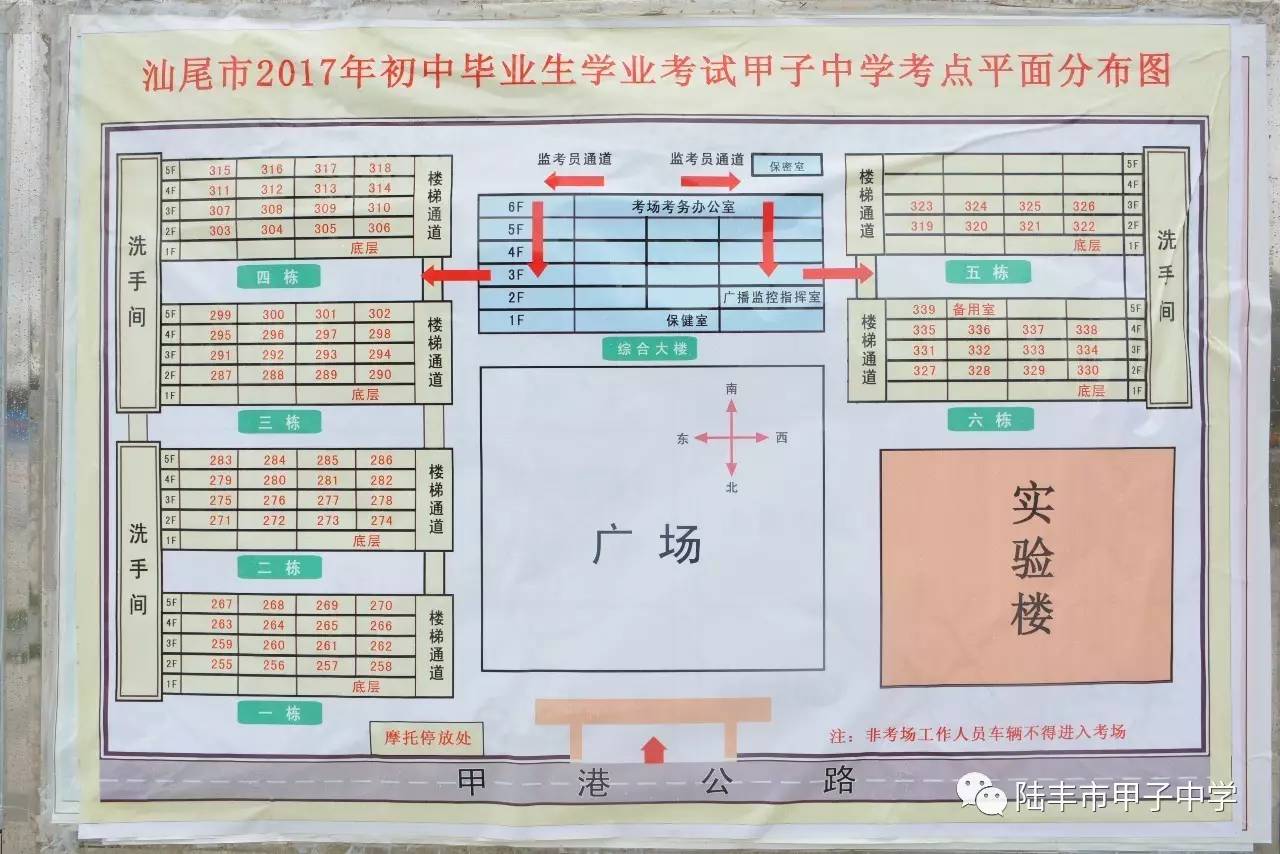 汕尾市2017年初中毕业生学业考试甲子中学考点平面分布图
洗手间
5F 315 316 317 318
4F 311 312 313 314
3F 307 308 309 310
2F 303 304 305 306
1F 底层
楼梯通道
四栋
5F 299 300 301 302
4F 295 296 297 298
3F 291 292 293 294
2F 287 288 289 290
1F 底层
楼梯通道
三栋
洗手间
5F 283 284 285 286
4F 279 280 281 282
3F 275 276 277 278
2F 271 272 273 274
1F 底层
楼梯通道
二栋
5F 267 268 269 270
4F 263 264 265 266
3F 259 260 261 262
2F 255 256 257 258
1F 底层
楼梯通道
一栋
监考员通道 监考员通道 保密室
6F 考场考务办公室
5F
4F
3F
2F 广播监控指挥室
1F 保健室
综合大楼
南
东 西
北
广场
楼梯通道
5F
4F
323 324 325 326 3F
319 320 321 322 2F
底层 1F
五栋
洗手间
楼梯通道
339 备用室 5F
335 336 337 338 4F
331 332 333 334 3F
327 328 329 330 2F
底层 1F
六栋
实验楼
摩托停放处
注：非考场工作人员车辆不得进入考场
甲港公路
陆丰市甲子中学